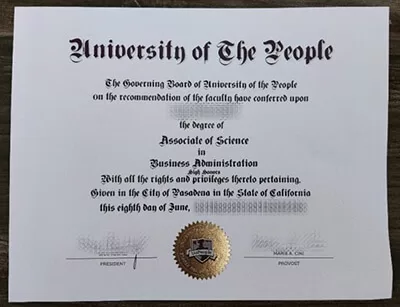 University of The People
The Governing Board of University of the People
on the recommendation of the faculty have conferred upon
the degree of
Associate of Science
in
Business Administration
High Honors
With all the rights and privileges thereto pertaining.
Given in the City of Pasadena in the State of California
this eighth day of June,
PRESIDENT
PROVOST